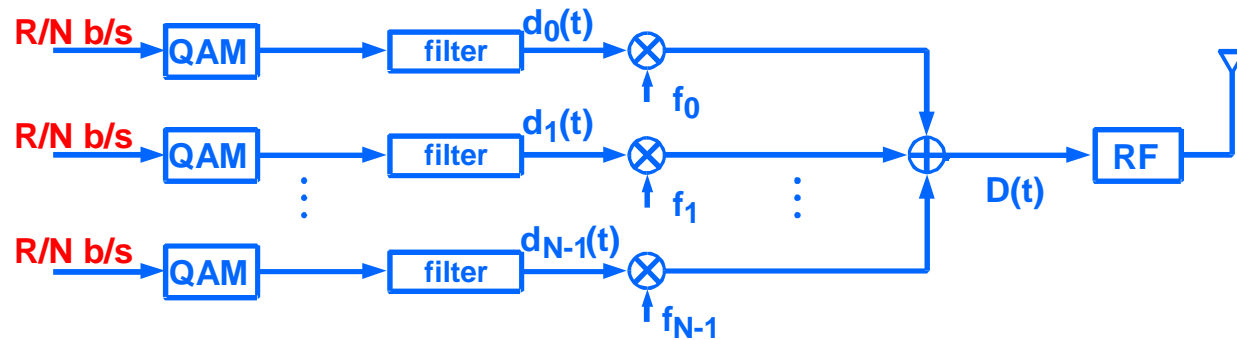 R/N b/s QAM filter d0(t) f0
R/N b/s QAM filter d1(t) f1 D(t) RF
R/N b/s QAM filter dN-1(t) fN-1